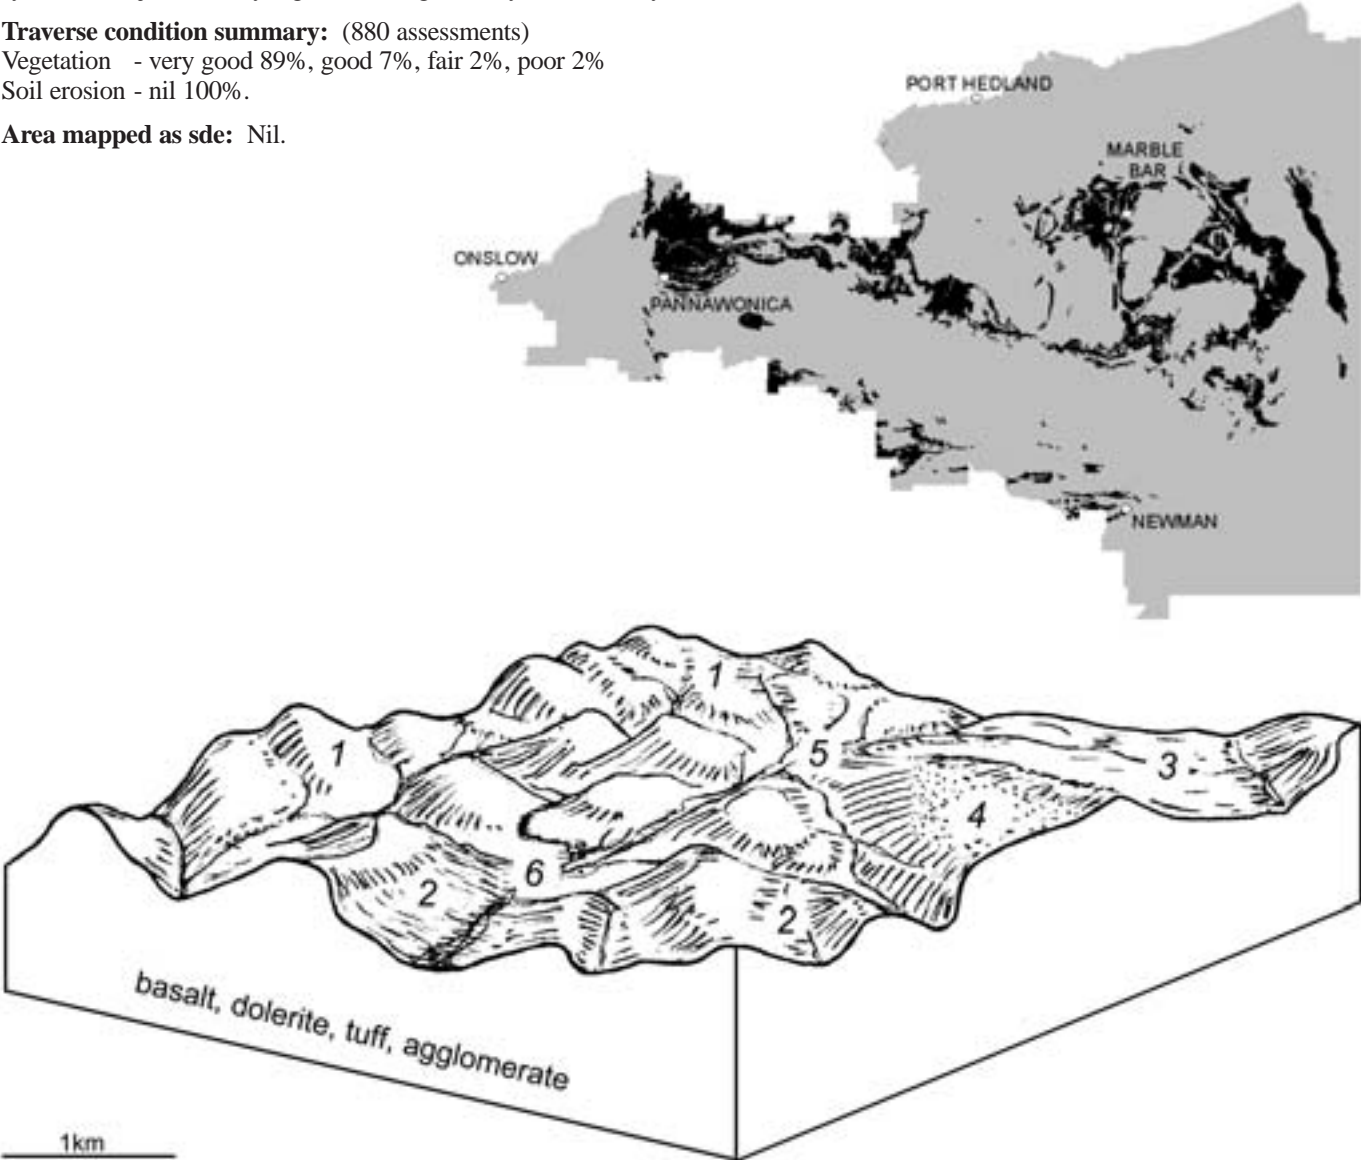 Traverse condition summary: (880 assessments)
Vegetation - very good 89%, good 7%, fair 2%, poor 2%
Soil erosion - nil 100%.
Area mapped as sde: Nil.
PORT HEDLAND
MARBLE
BAR
ONSLOW
PANNAWONICA
NEWMAN
1
1
5
3
4
6
2
2
basalt, dolerite, tuff, agglomerate
1km